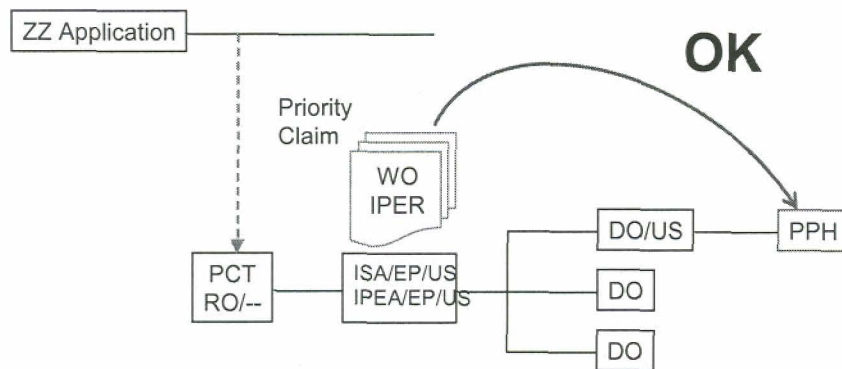 ZZ Application
OK
Priority
Claim
WO
IPER
DO/US
PPH
PCT
RO/--
ISA/EP/US
IPEA/EP/US
DO
DO